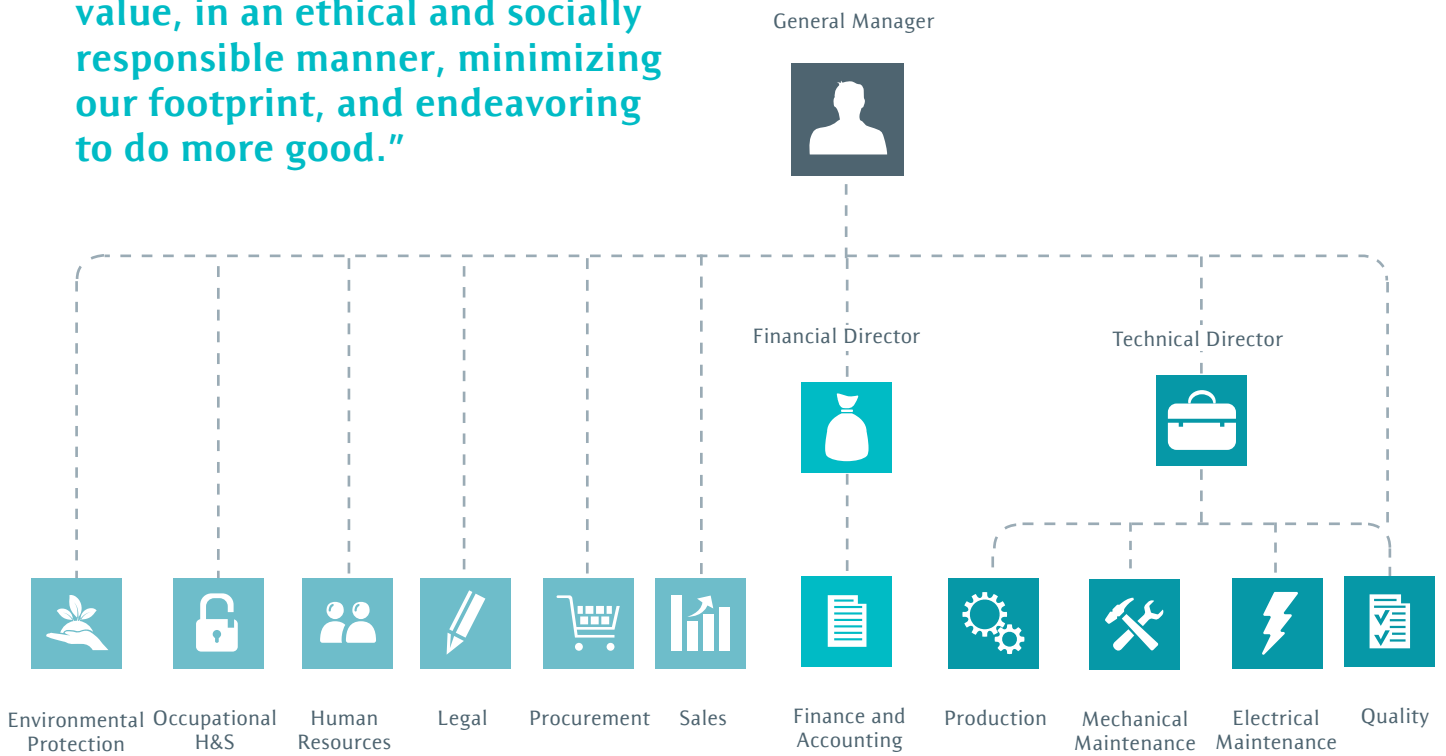 value, in an ethical and socially
responsible manner, minimizing
our footprint, and endeavoring
to do more good.”
General Manager
Financial Director
Technical Director
Environmental
Protection
Occupational
H&S
Human
Resources
Legal
Procurement
Sales
Finance and
Accounting
Production
Mechanical
Maintenance
Electrical
Maintenance
Quality